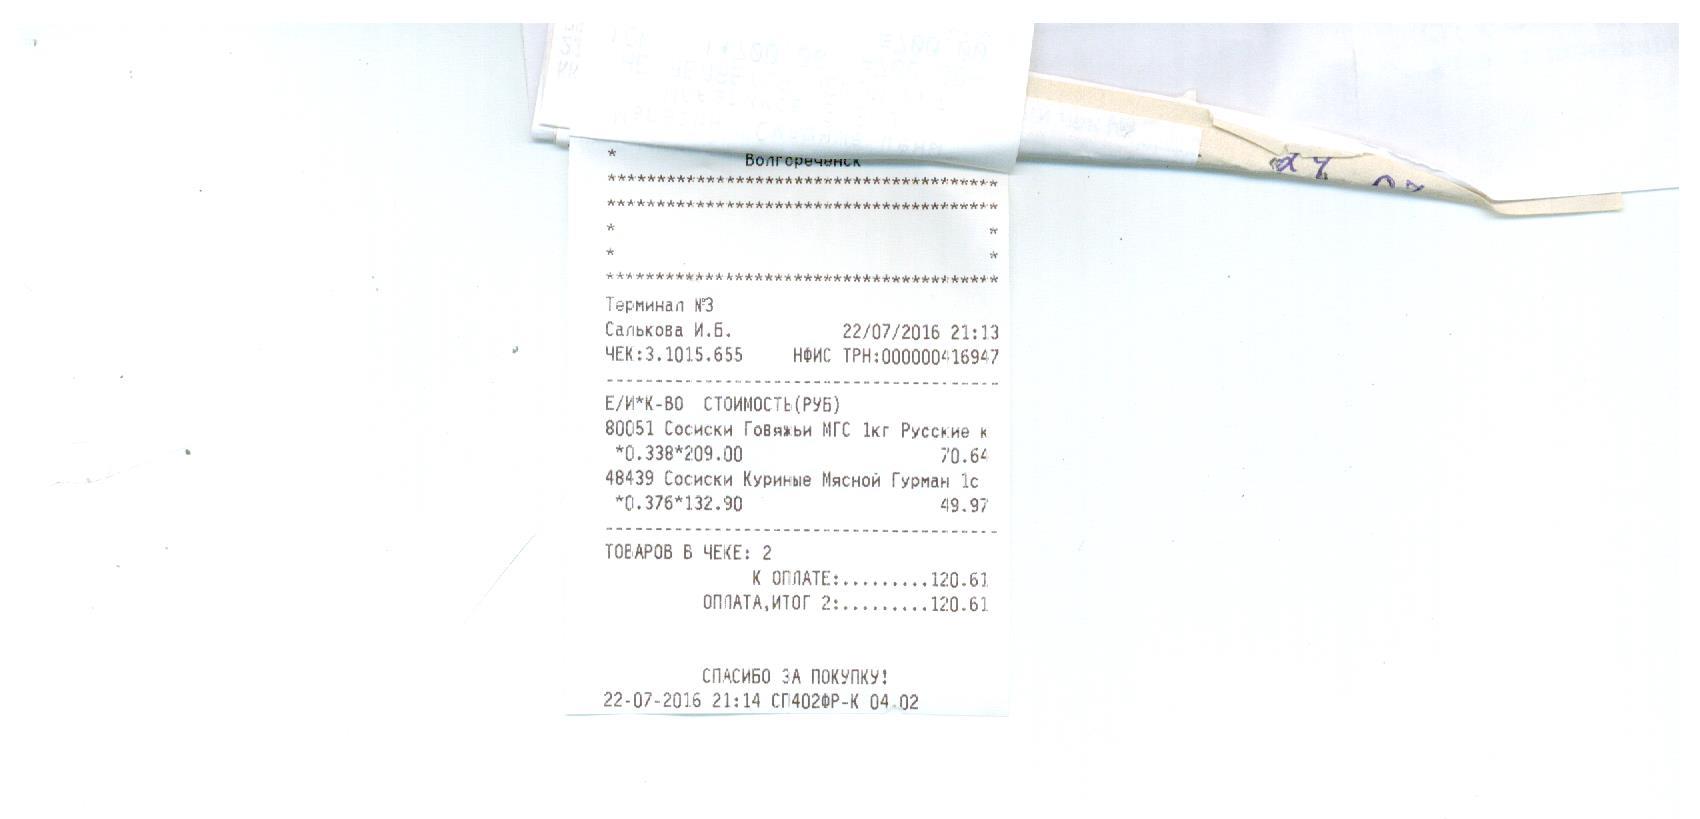 * Волгореченск
****************************************
****************************************
* *
* *
****************************************
Терминал №3
Салькова И.Б. 22/07/2016 21:13
ЧЕК:3.1015.655 НФИС ТРН:000000416947
----------------------------------------
Е/И*К-ВО СТОИМОСТЬ(РУБ)
80051 Сосиски Говяжьи МГС 1кг Русские к
*0.338*209.00 70.64
48439 Сосиски Куриные Мясной Гурман 1с
*0.376*132.90 49.97
----------------------------------------
ТОВАРОВ В ЧЕКЕ: 2
К ОПЛАТЕ:.........120.61
ОПЛАТА,ИТОГ 2:.........120.61
СПАСИБО ЗА ПОКУПКУ!
22-07-2016 21:14 СП402ФР-К 04.02